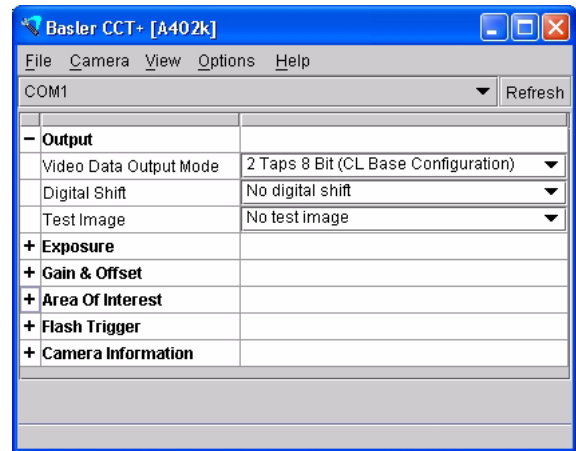 Basler CCT+ [A402k]
File Camera View Options Help
COM1 Refresh
− Output
Video Data Output Mode 2 Taps 8 Bit (CL Base Configuration)
Digital Shift No digital shift
Test Image No test image
+ Exposure
+ Gain & Offset
+ Area Of Interest
+ Flash Trigger
+ Camera Information